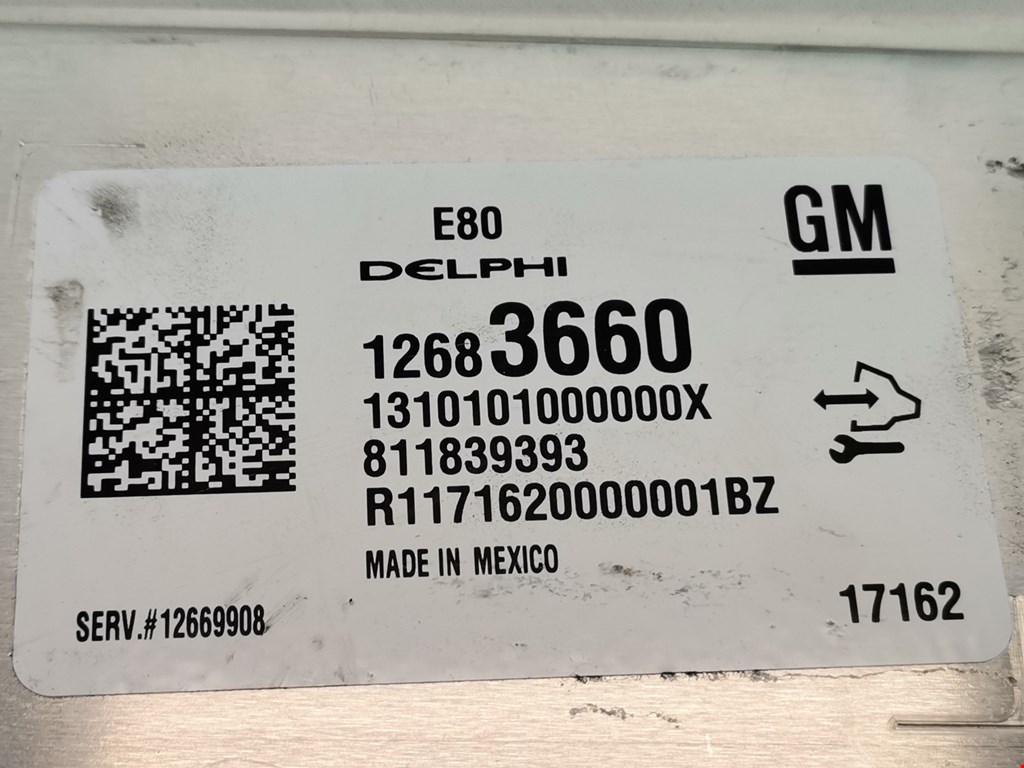 E80
GM
DELPHI
12683660
1310101000000X
811839393
R1171620000001BZ
MADE IN MEXICO
17162
SERV.#12669908